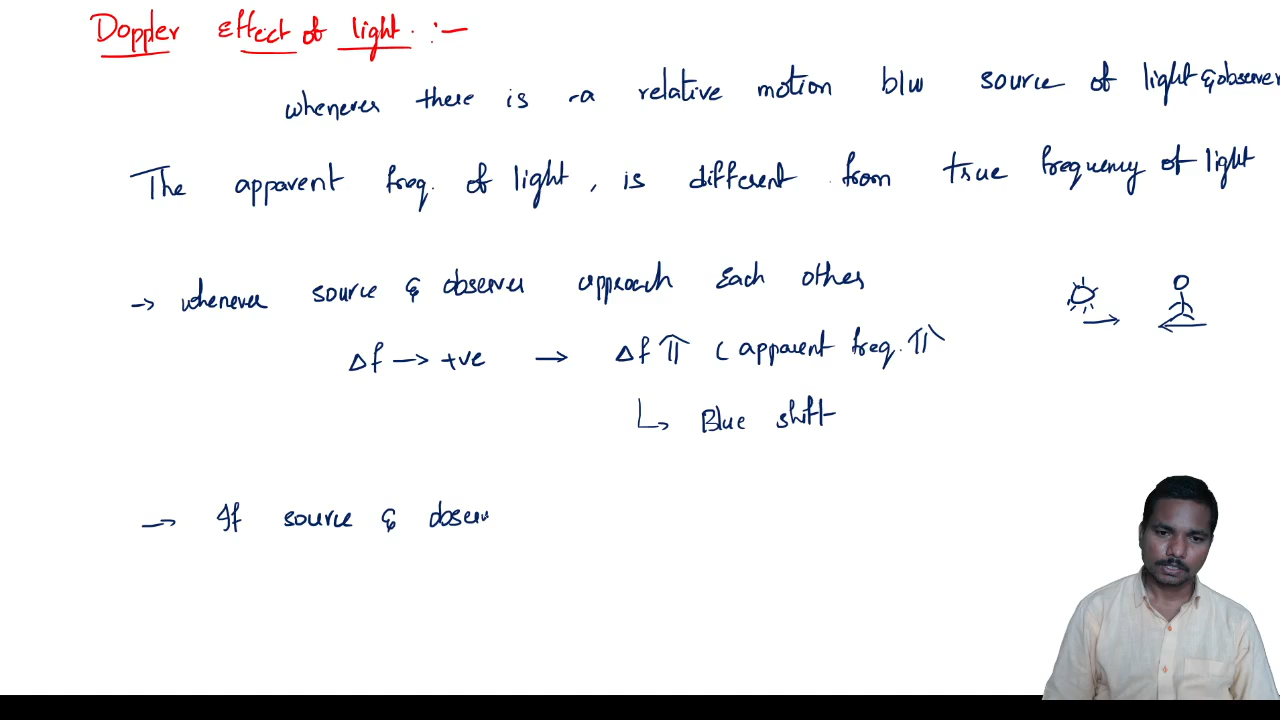 Doppler Effect of light :-
whenever there is a relative motion b/w source of light & observer
The apparent freq. of light, is different from true frequency of light
→ whenever source & observer approach Each other
Δf → +ve → Δf ⇑ ( apparent freq. ⇑)
↳ Blue shift
→ If source & obser